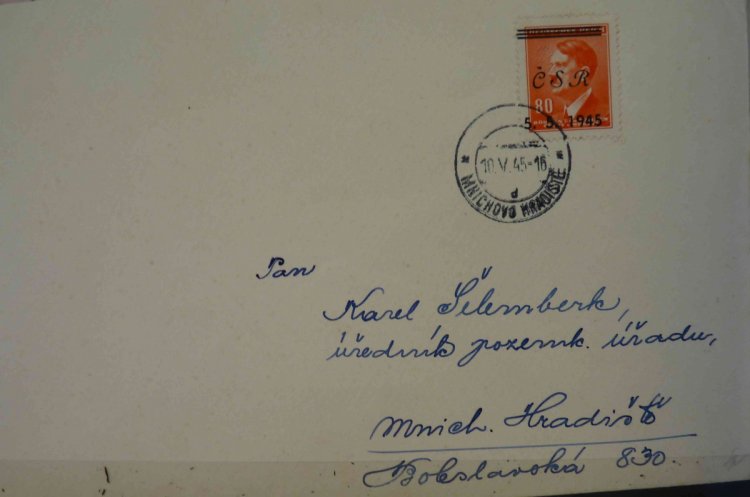 ČSR
80
5. 5. 1945
10.V.45-16
d
MNICHOVO HRADIŠTĚ
Pan
Karel Šlemberk,
úředník pozemk. úřadu,
Mnich. Hradiště
830.